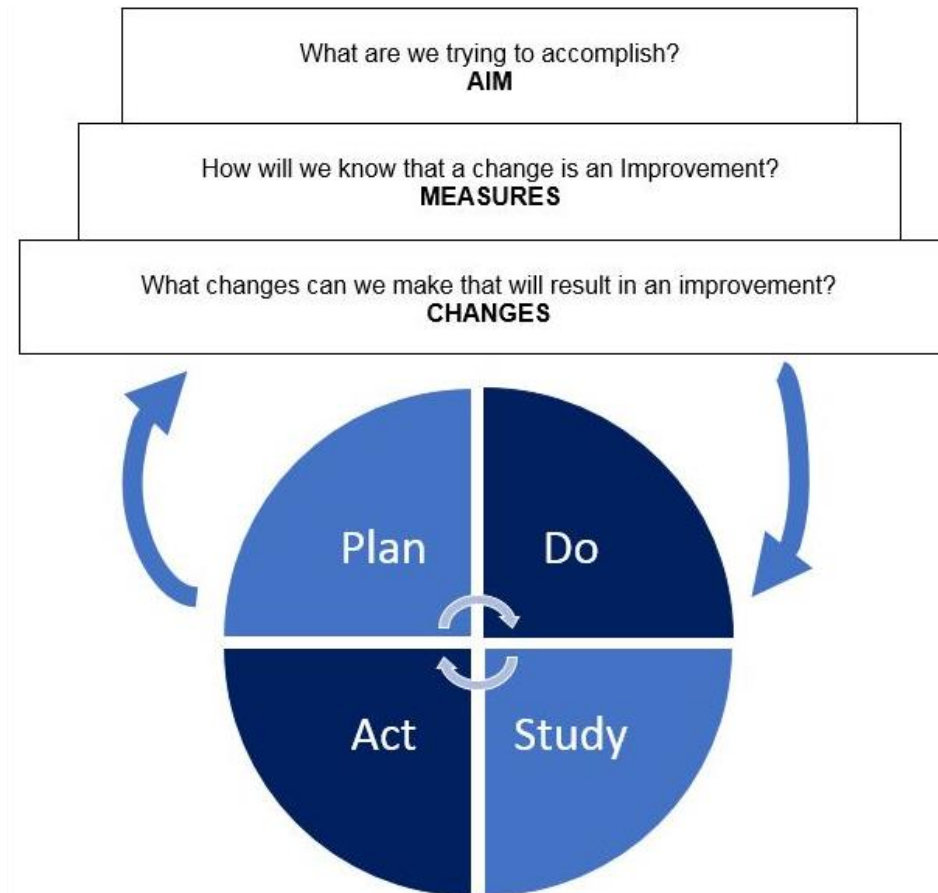 What are we trying to accomplish?
AIM
How will we know that a change is an Improvement?
MEASURES
What changes can we make that will result in an improvement?
CHANGES
Plan
Do
Act
Study